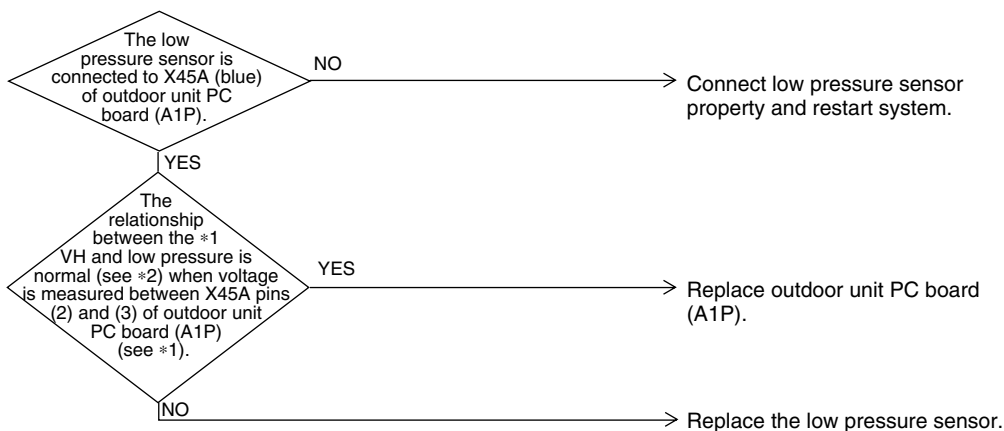 The low
pressure sensor is
connected to X45A (blue)
of outdoor unit PC
board (A1P).
NO
Connect low pressure sensor
property and restart system.
YES
The
relationship
between the *1
VH and low pressure is
normal (see *2) when voltage
is measured between X45A pins
(2) and (3) of outdoor unit
PC board (A1P)
(see *1).
YES
Replace outdoor unit PC board
(A1P).
NO
Replace the low pressure sensor.